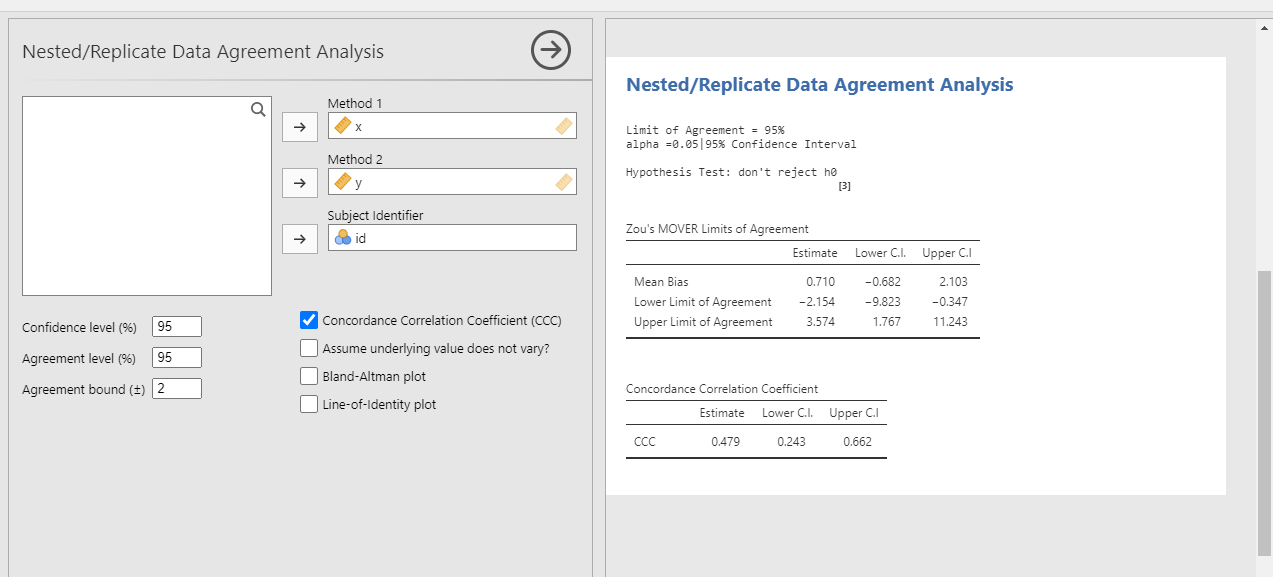 Nested/Replicate Data Agreement Analysis
Method 1
x
Method 2
y
Subject Identifier
id
Confidence level (%) 95
Agreement level (%) 95
Agreement bound (±) 2
Concordance Correlation Coefficient (CCC)
Assume underlying value does not vary?
Bland-Altman plot
Line-of-Identity plot
Nested/Replicate Data Agreement Analysis
Limit of Agreement = 95%
alpha =0.05|95% Confidence Interval
Hypothesis Test: don't reject h0
[3]
Zou's MOVER Limits of Agreement
Estimate Lower C.I. Upper C.I
Mean Bias 0.710 −0.682 2.103
Lower Limit of Agreement −2.154 −9.823 −0.347
Upper Limit of Agreement 3.574 1.767 11.243
Concordance Correlation Coefficient
Estimate Lower C.I. Upper C.I
CCC 0.479 0.243 0.662